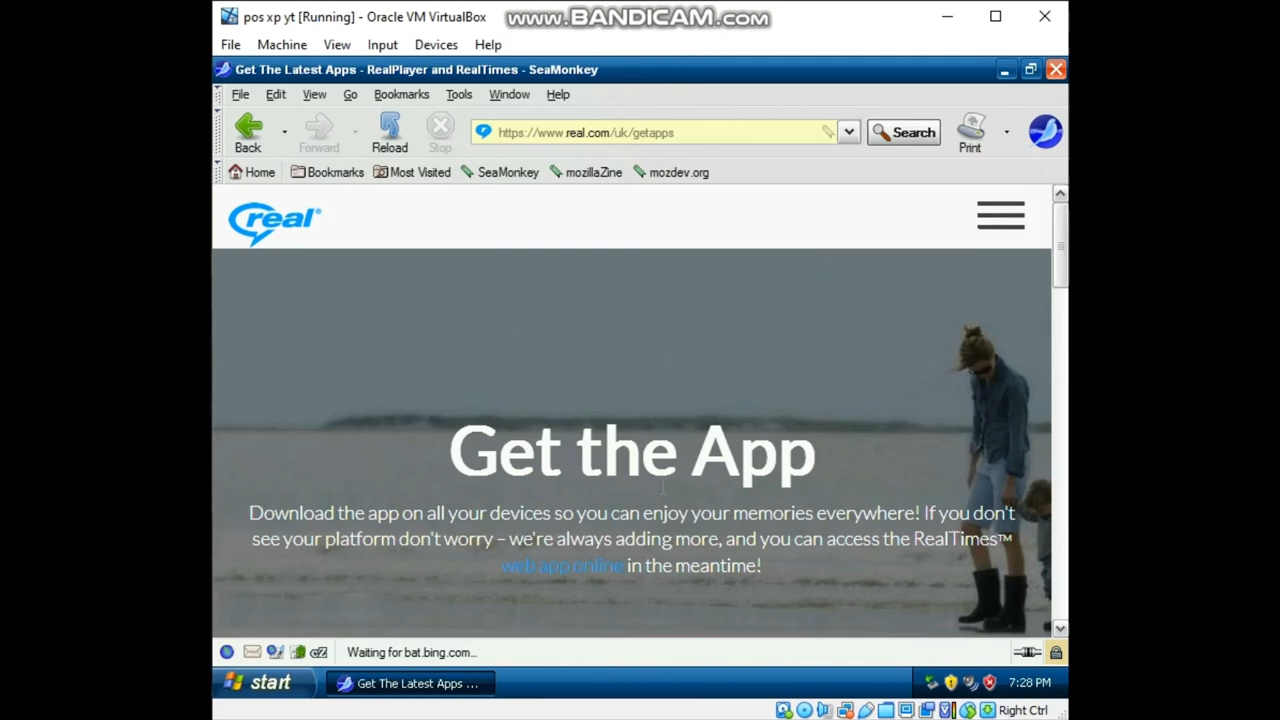 pos xp yt [Running] - Oracle VM VirtualBox
www.BANDICAM.com
File Machine View Input Devices Help
Get The Latest Apps - RealPlayer and RealTimes - SeaMonkey
File Edit View Go Bookmarks Tools Window Help
Back Forward Reload Stop https://www.real.com/uk/getapps Search Print
Home Bookmarks Most Visited SeaMonkey mozillaZine mozdev.org
real
Get the App
Download the app on all your devices so you can enjoy your memories everywhere! If you don't
see your platform don't worry – we're always adding more, and you can access the RealTimes™
web app online in the meantime!
Waiting for bat.bing.com...
start Get The Latest Apps ... 7:28 PM
Right Ctrl